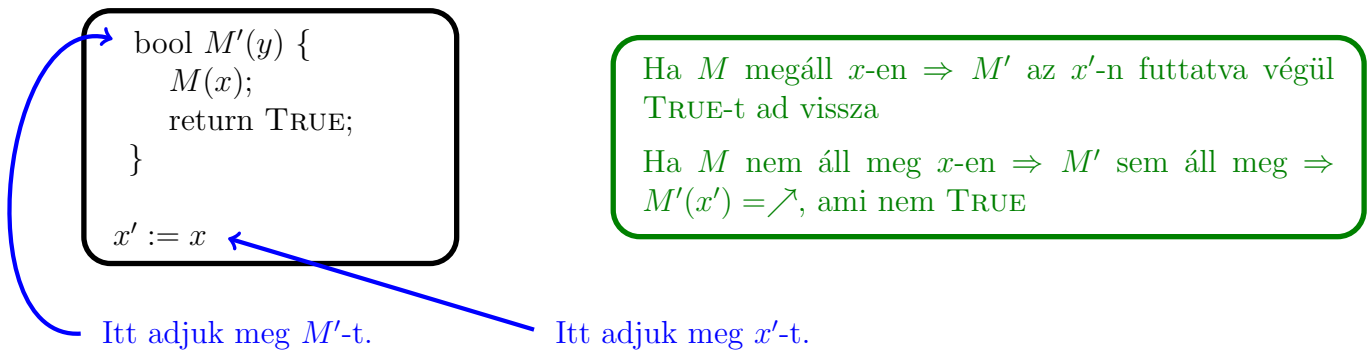 bool M′(y) {
M(x);
return TRUE;
}
x′ := x
Ha M megáll x-en ⇒ M′ az x′-n futtatva végül
TRUE-t ad vissza
Ha M nem áll meg x-en ⇒ M′ sem áll meg ⇒
M′(x′) =↗, ami nem TRUE
Itt adjuk meg M′-t.
Itt adjuk meg x′-t.